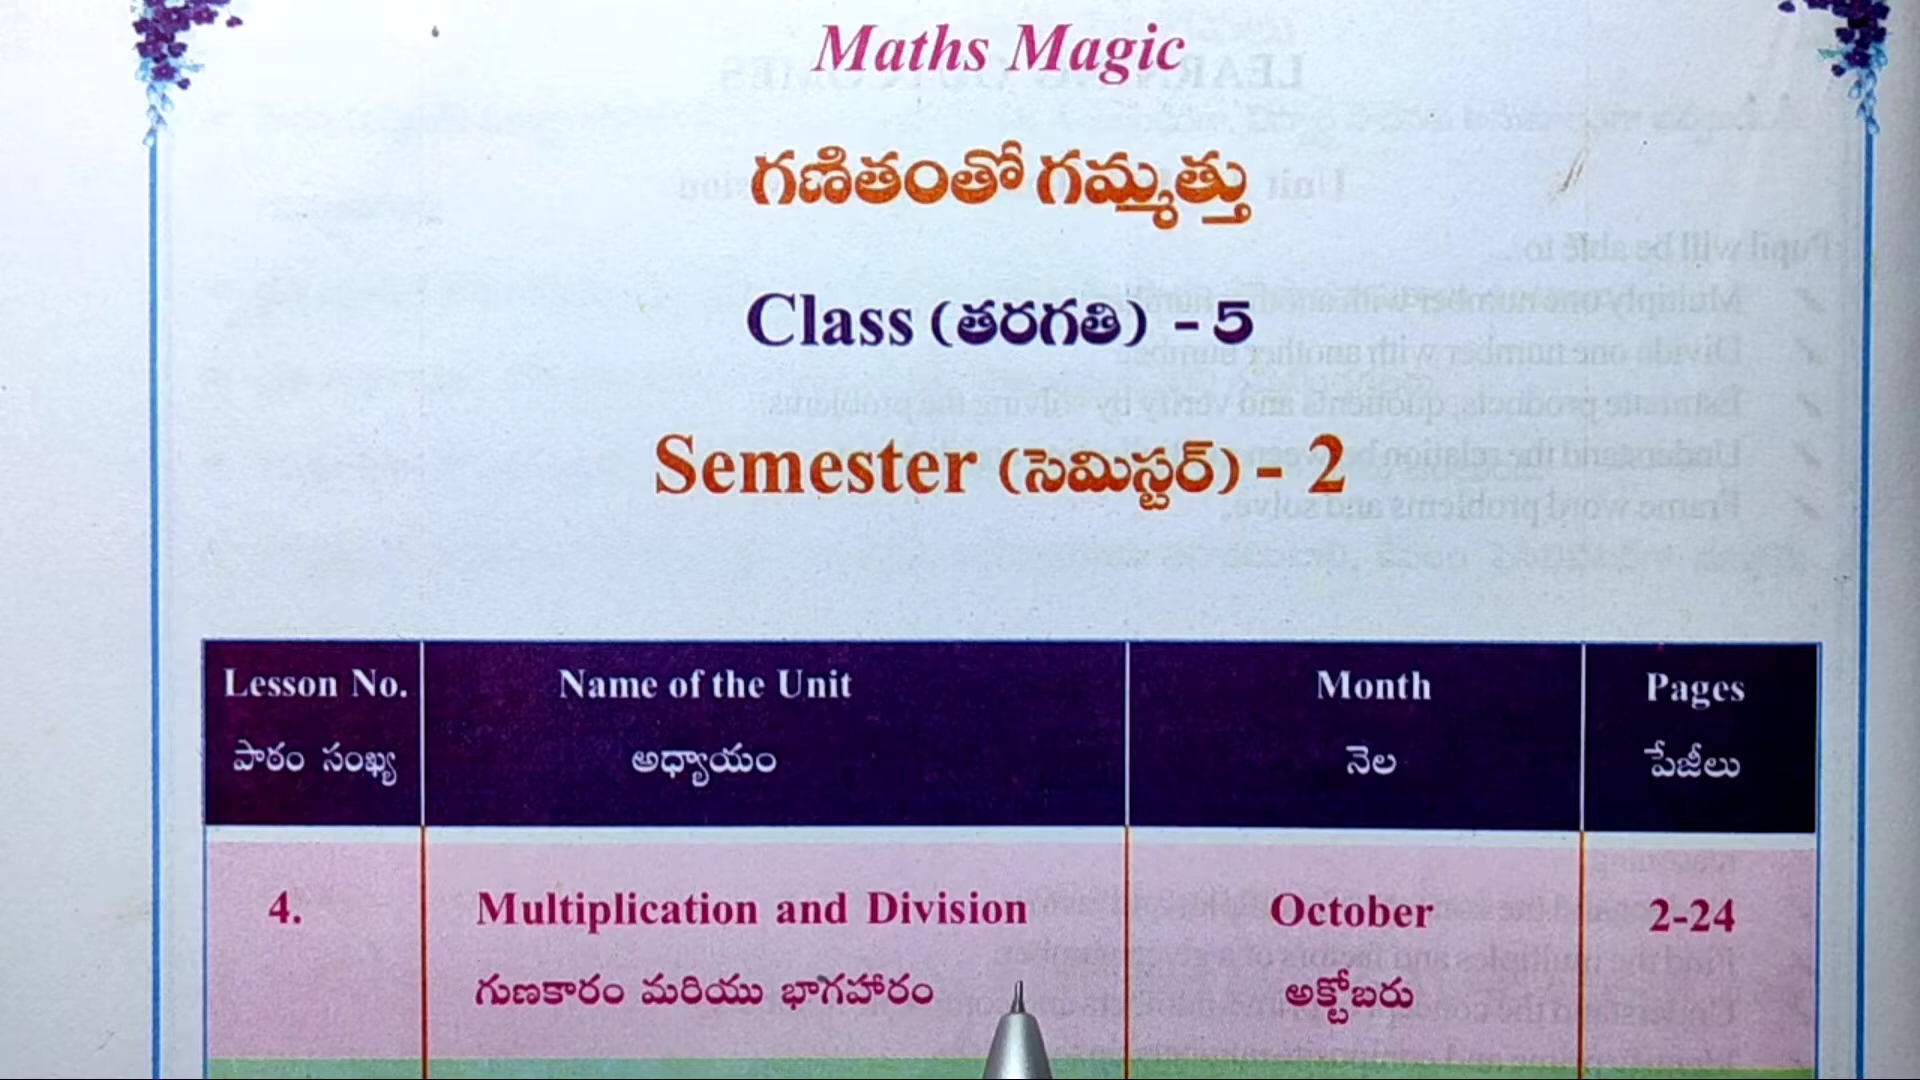 Maths Magic
గణితంతో గమ్మత్తు
Class (తరగతి) - 5
Semester (సెమిస్టర్) - 2
Lesson No. Name of the Unit Month Pages
పాఠం సంఖ్య అధ్యాయం నెల పేజీలు
4. Multiplication and Division October 2-24
గుణకారం మరియు భాగహారం అక్టోబరు